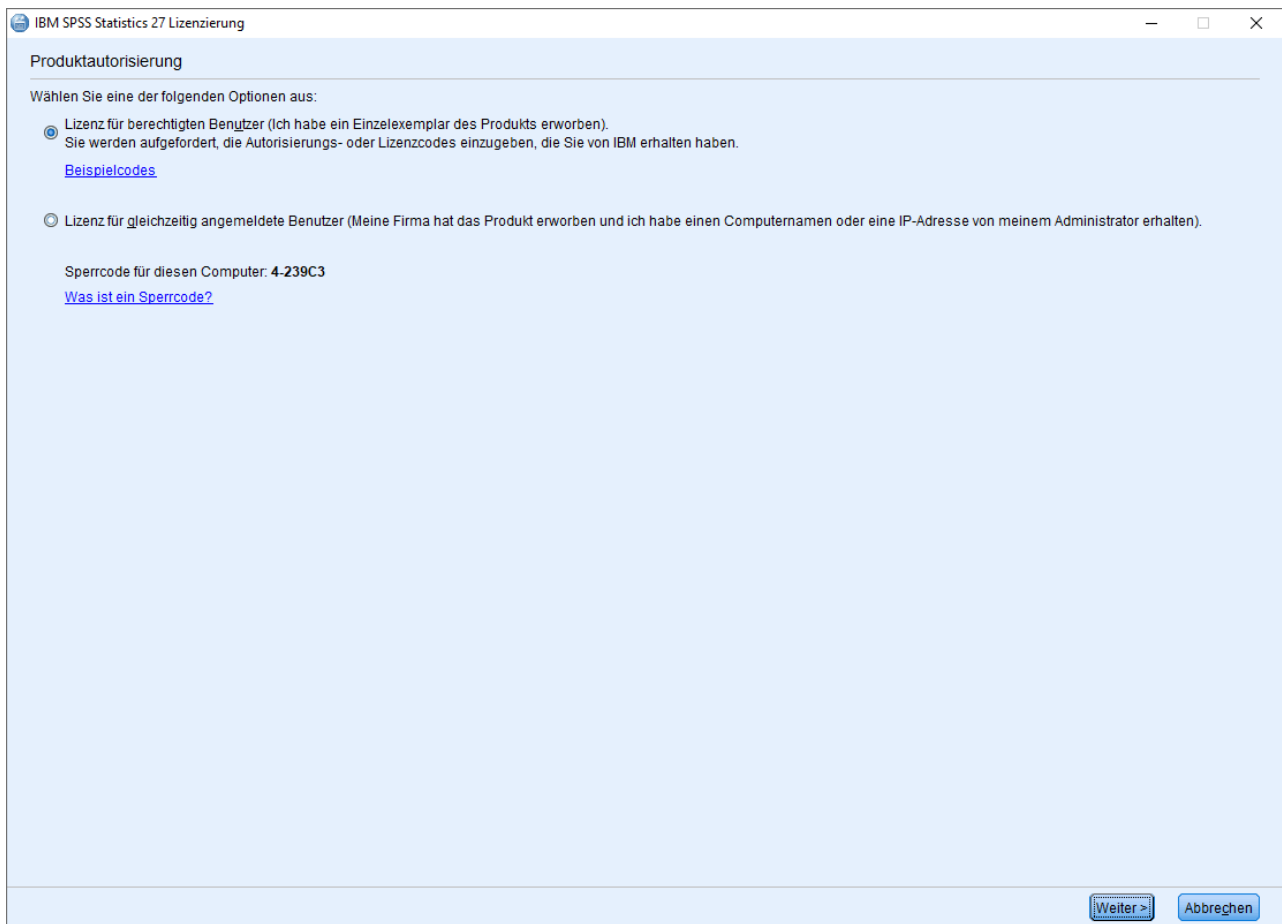 IBM SPSS Statistics 27 Lizenzierung
Produktautorisierung
Wählen Sie eine der folgenden Optionen aus:
Lizenz für berechtigten Benutzer (Ich habe ein Einzelexemplar des Produkts erworben).
Sie werden aufgefordert, die Autorisierungs- oder Lizenzcodes einzugeben, die Sie von IBM erhalten haben.
Beispielcodes
Lizenz für gleichzeitig angemeldete Benutzer (Meine Firma hat das Produkt erworben und ich habe einen Computernamen oder eine IP-Adresse von meinem Administrator erhalten).
Sperrcode für diesen Computer: 4-239C3
Was ist ein Sperrcode?
Weiter > Abbrechen